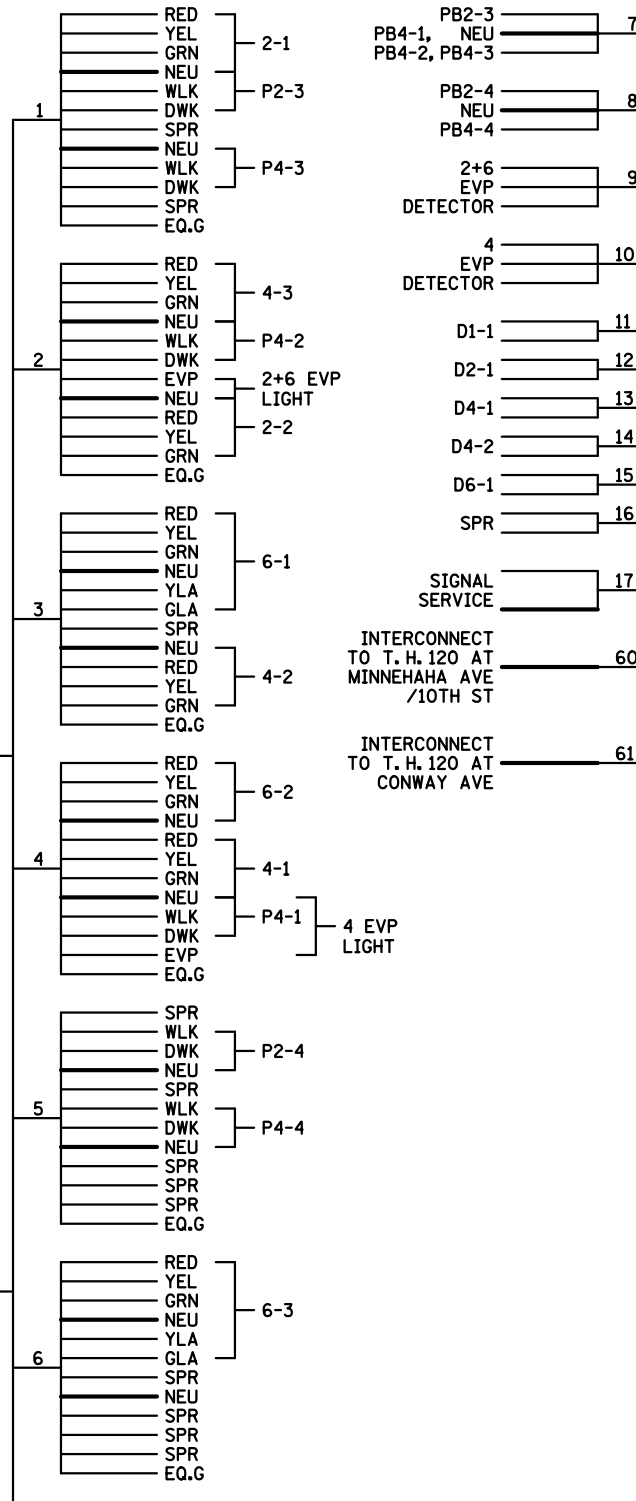 1
RED
YEL
GRN
NEU
WLK
DWK
SPR
NEU
WLK
DWK
SPR
EQ.G
2-1
P2-3
P4-3
2
RED
YEL
GRN
NEU
WLK
DWK
EVP
NEU
RED
YEL
GRN
EQ.G
4-3
P4-2
2+6 EVP
LIGHT
2-2
3
RED
YEL
GRN
NEU
YLA
GLA
SPR
NEU
RED
YEL
GRN
EQ.G
6-1
4-2
4
RED
YEL
GRN
NEU
RED
YEL
GRN
NEU
WLK
DWK
EVP
EQ.G
6-2
4-1
P4-1
4 EVP
LIGHT
5
SPR
WLK
DWK
NEU
SPR
WLK
DWK
NEU
SPR
SPR
SPR
EQ.G
P2-4
P4-4
6
RED
YEL
GRN
NEU
YLA
GLA
SPR
NEU
SPR
SPR
SPR
EQ.G
6-3
PB2-3
PB4-1, NEU
PB4-2, PB4-3
7
PB2-4
NEU
PB4-4
8
2+6
EVP
DETECTOR
9
4
EVP
DETECTOR
10
D1-1 11
D2-1 12
D4-1 13
D4-2 14
D6-1 15
SPR 16
SIGNAL
SERVICE
17
INTERCONNECT
TO T.H.120 AT
MINNEHAHA AVE
/10TH ST
60
INTERCONNECT
TO T.H.120 AT
CONWAY AVE
61